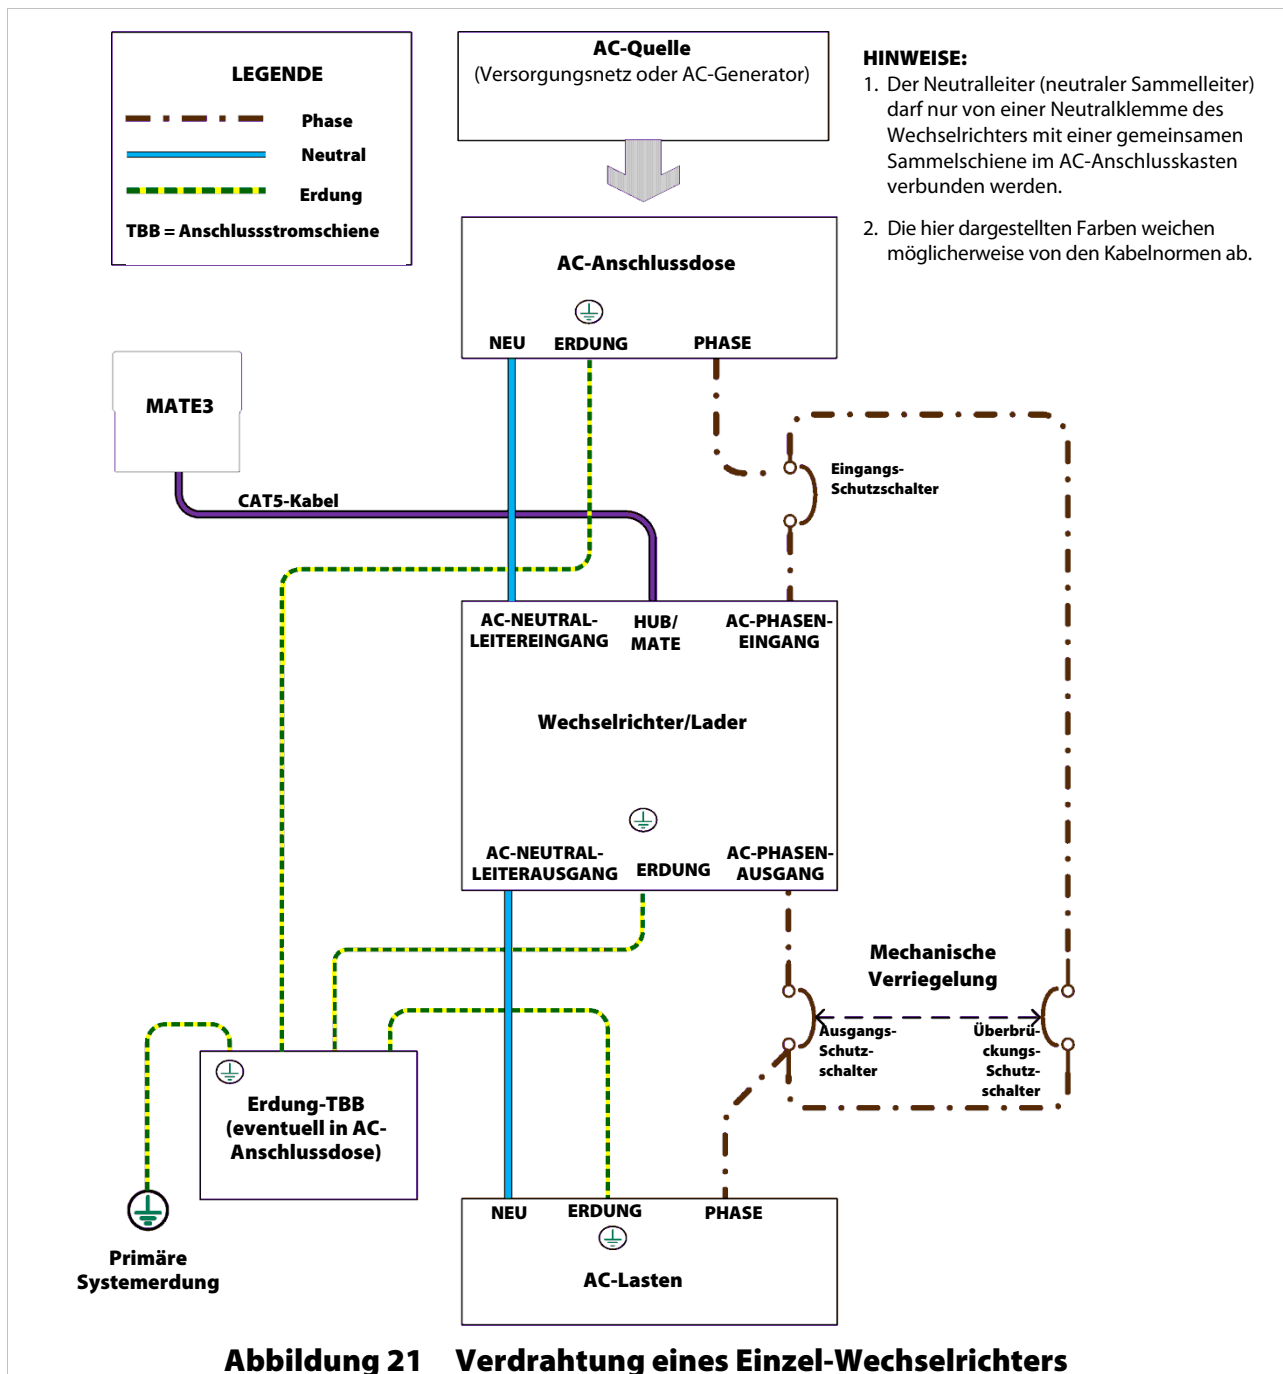 LEGENDE
Phase
Neutral
Erdung
TBB = Anschlussstromschiene
AC-Quelle
(Versorgungsnetz oder AC-Generator)
HINWEISE:
1. Der Neutralleiter (neutraler Sammelleiter)
darf nur von einer Neutralklemme des
Wechselrichters mit einer gemeinsamen
Sammelschiene im AC-Anschlusskasten
verbunden werden.
2. Die hier dargestellten Farben weichen
möglicherweise von den Kabelnormen ab.
AC-Anschlussdose
NEU
ERDUNG
PHASE
MATE3
CAT5-Kabel
Eingangs-
Schutzschalter
AC-NEUTRAL-
LEITEREINGANG
HUB/
MATE
AC-PHASEN-
EINGANG
Wechselrichter/Lader
AC-NEUTRAL-
LEITERAUSGANG
ERDUNG
AC-PHASEN-
AUSGANG
Mechanische
Verriegelung
Ausgangs-
Schutz-
schalter
Überbrü-
ckungs-
Schutz-
schalter
Erdung-TBB
(eventuell in AC-
Anschlussdose)
Primäre
Systemerdung
NEU
ERDUNG
PHASE
AC-Lasten
Abbildung 21 Verdrahtung eines Einzel-Wechselrichters